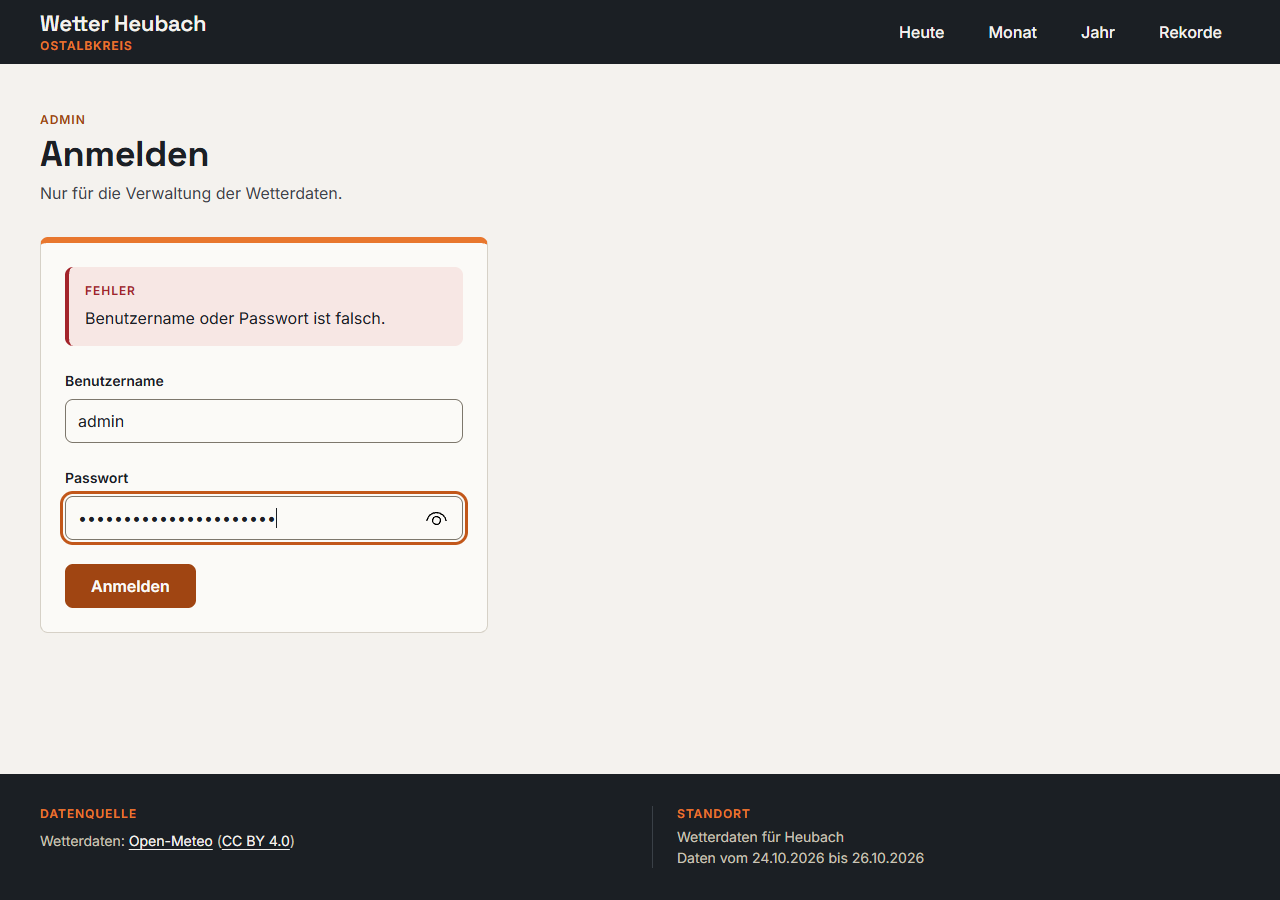 Wetter Heubach
OSTALBKREIS
Heute Monat Jahr Rekorde
ADMIN
Anmelden
Nur für die Verwaltung der Wetterdaten.
FEHLER
Benutzername oder Passwort ist falsch.
Benutzername
admin
Passwort
••••••••••••••••••••••
Anmelden
DATENQUELLE
Wetterdaten: Open-Meteo (CC BY 4.0)
STANDORT
Wetterdaten für Heubach
Daten vom 24.10.2026 bis 26.10.2026